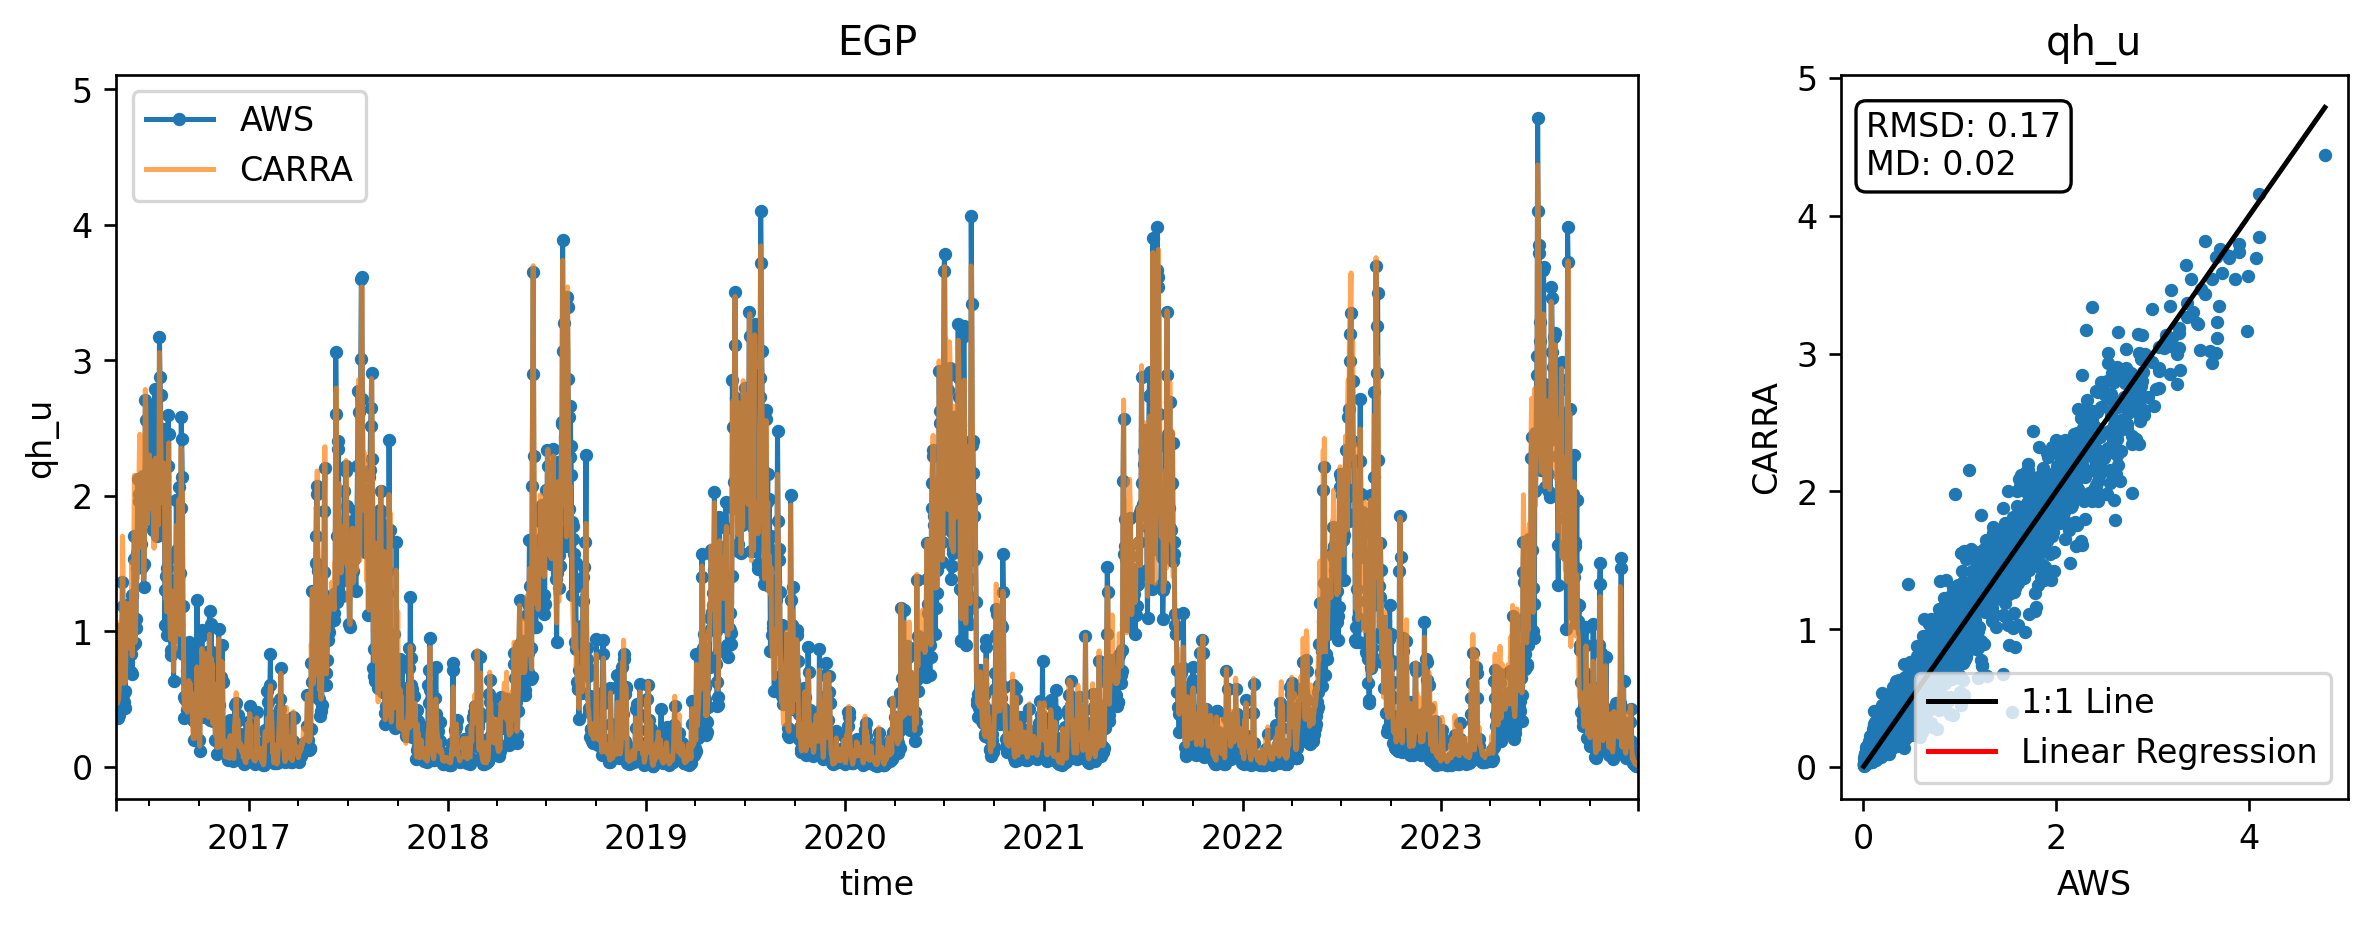 EGP
AWS
CARRA
5
4
3
2
1
0
qh_u
2017 2018 2019 2020 2021 2022 2023
time
qh_u
RMSD: 0.17
MD: 0.02
5
4
3
2
1
0
CARRA
1:1 Line
Linear Regression
0 2 4
AWS